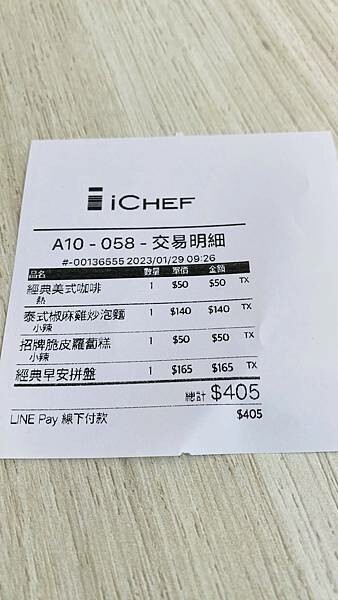 iCHEF
A10 - 058 - 交易明細
#-00136555 2023/01/29 09:26
品名 數量 單價 金額
經典美式咖啡 1 $50 $50 TX
熱
泰式椒麻雞炒泡麵 1 $140 $140 TX
小辣
招牌脆皮蘿蔔糕 1 $50 $50 TX
小辣
經典早安拼盤 1 $165 $165 TX
總計 $405
LINE Pay 線下付款 $405